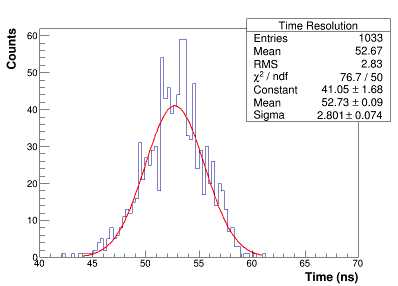 Time Resolution
Entries 1033
Mean 52.67
RMS 2.83
χ² / ndf 76.7 / 50
Constant 41.05 ± 1.68
Mean 52.73 ± 0.09
Sigma 2.801 ± 0.074
Counts
60
50
40
30
20
10
0
40 45 50 55 60 65 70
Time (ns)